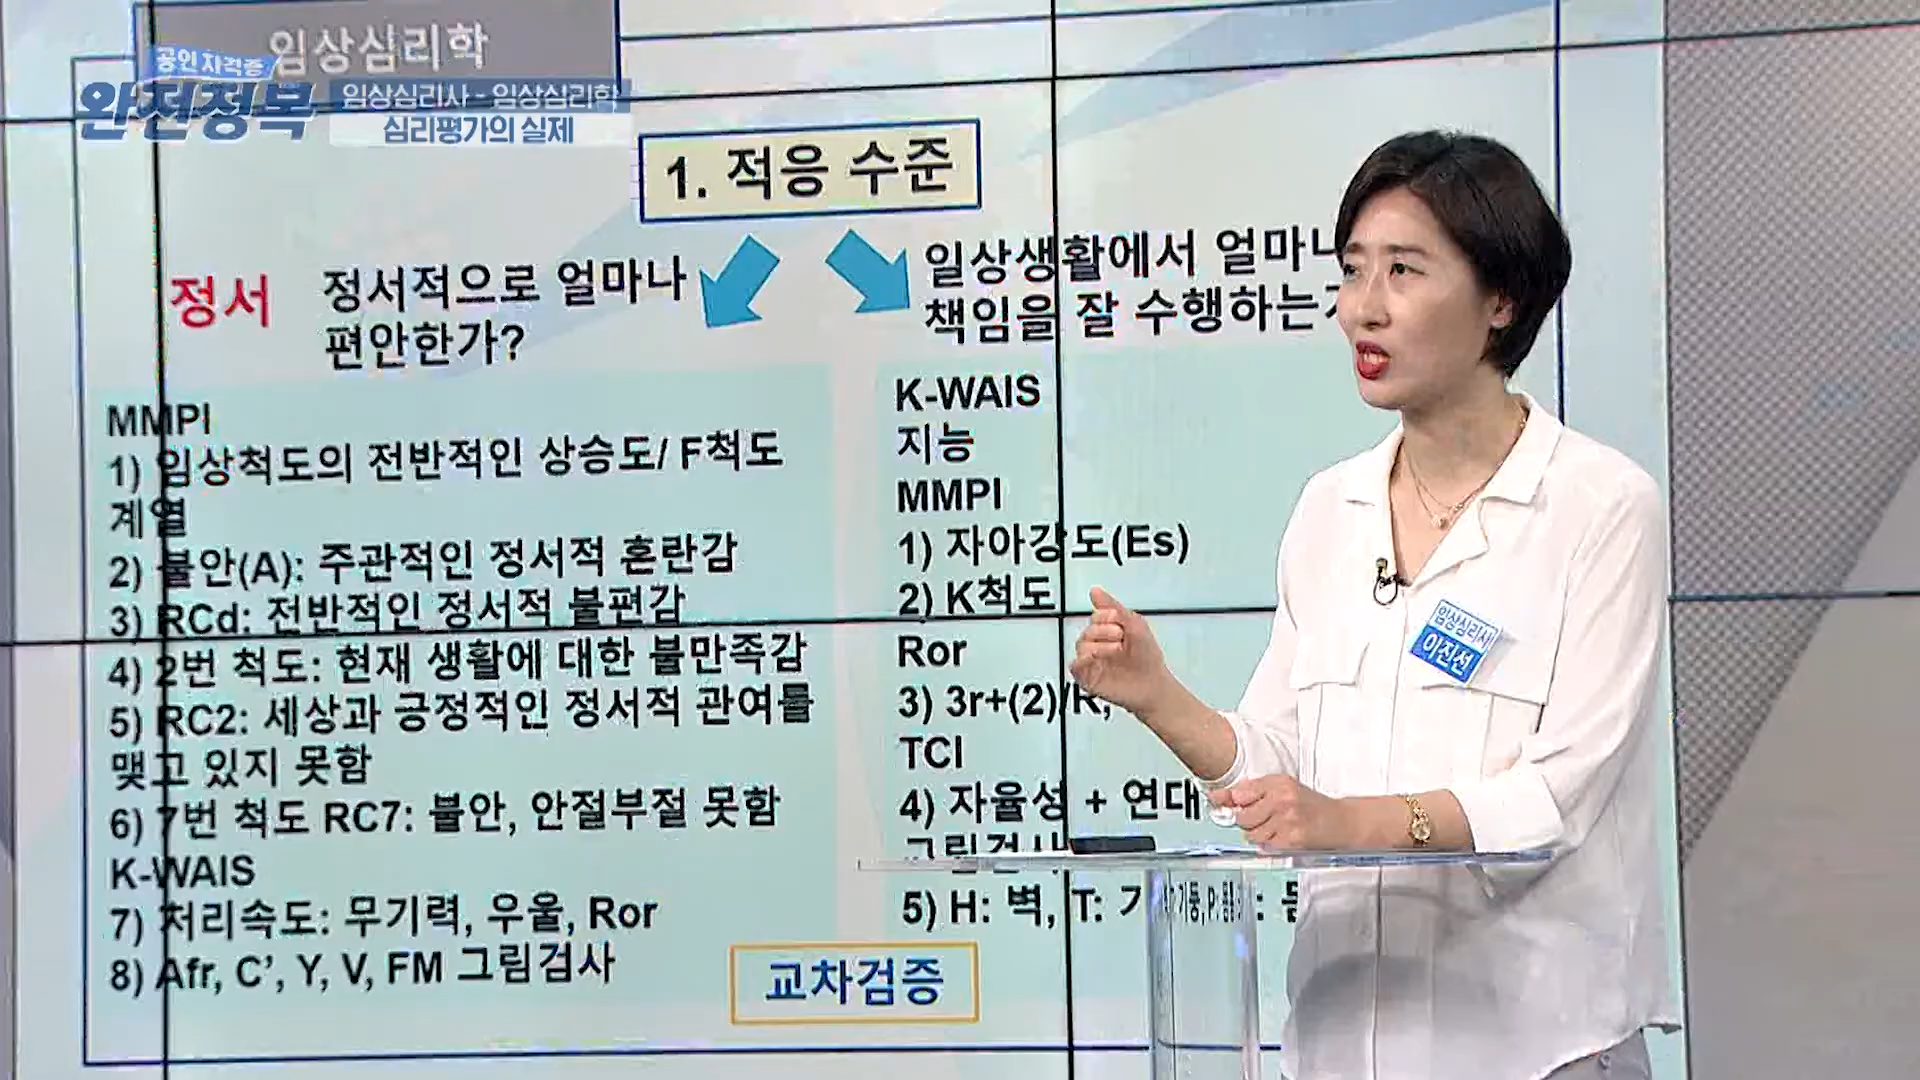 임상심리학
공인 자격증
완전정복
임상심리사 - 임상심리학
심리평가의 실제
1. 적응 수준
정서
정서적으로 얼마나
편안한가?
일상생활에서 얼마나
책임을 잘 수행하는가
MMPI
1) 임상척도의 전반적인 상승도/ F척도
계열
2) 불안(A): 주관적인 정서적 혼란감
3) RCd: 전반적인 정서적 불편감
4) 2번 척도: 현재 생활에 대한 불만족감
5) RC2: 세상과 긍정적인 정서적 관여를
맺고 있지 못함
6) 7번 척도 RC7: 불안, 안절부절 못함
K-WAIS
7) 처리속도: 무기력, 우울, Ror
8) Afr, C’, Y, V, FM 그림검사
K-WAIS
지능
MMPI
1) 자아강도(Es)
2) K척도
Ror
3) 3r+(2)/R,
TCI
4) 자율성 + 연대
그림검사
5) H: 벽, T: 기둥, P:
교차검증
임상심리사
이진선